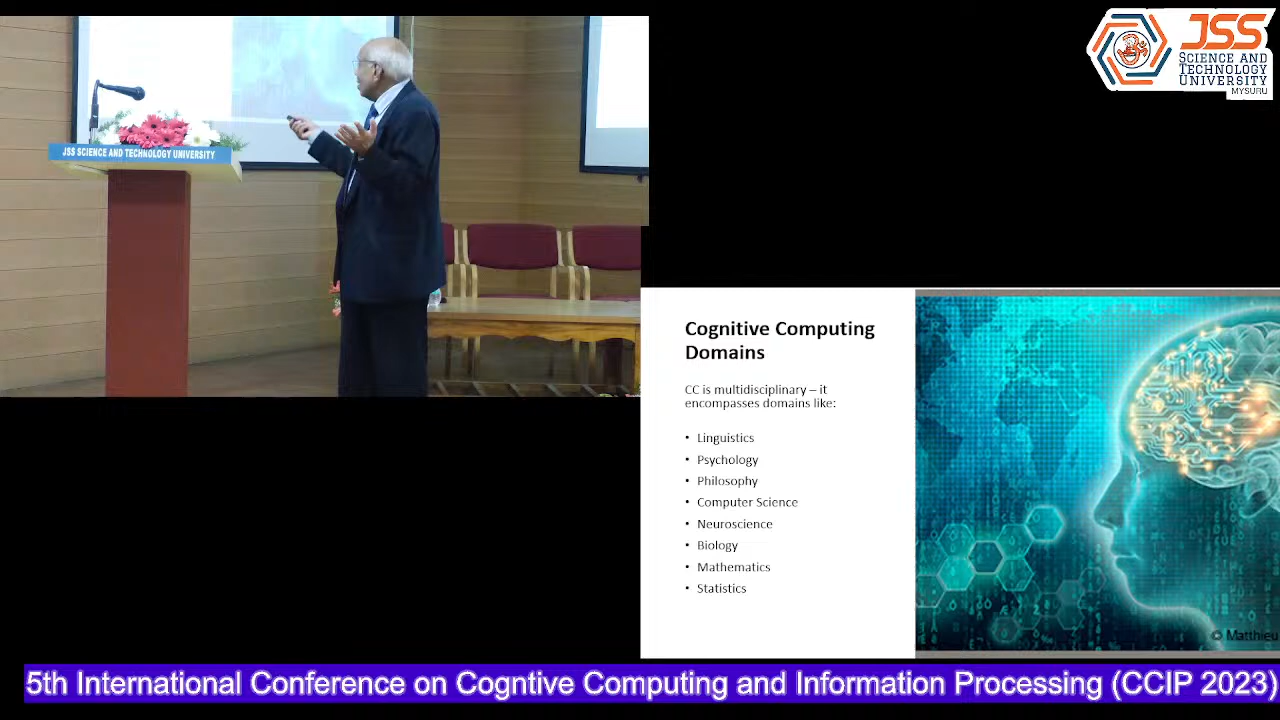 JSS
SCIENCE AND
TECHNOLOGY
UNIVERSITY
MYSURU
JSS SCIENCE AND TECHNOLOGY UNIVERSITY
Cognitive Computing
Domains
CC is multidisciplinary – it
encompasses domains like:
• Linguistics
• Psychology
• Philosophy
• Computer Science
• Neuroscience
• Biology
• Mathematics
• Statistics
© Matthieu
5th International Conference on Cogntive Computing and Information Processing (CCIP 2023)